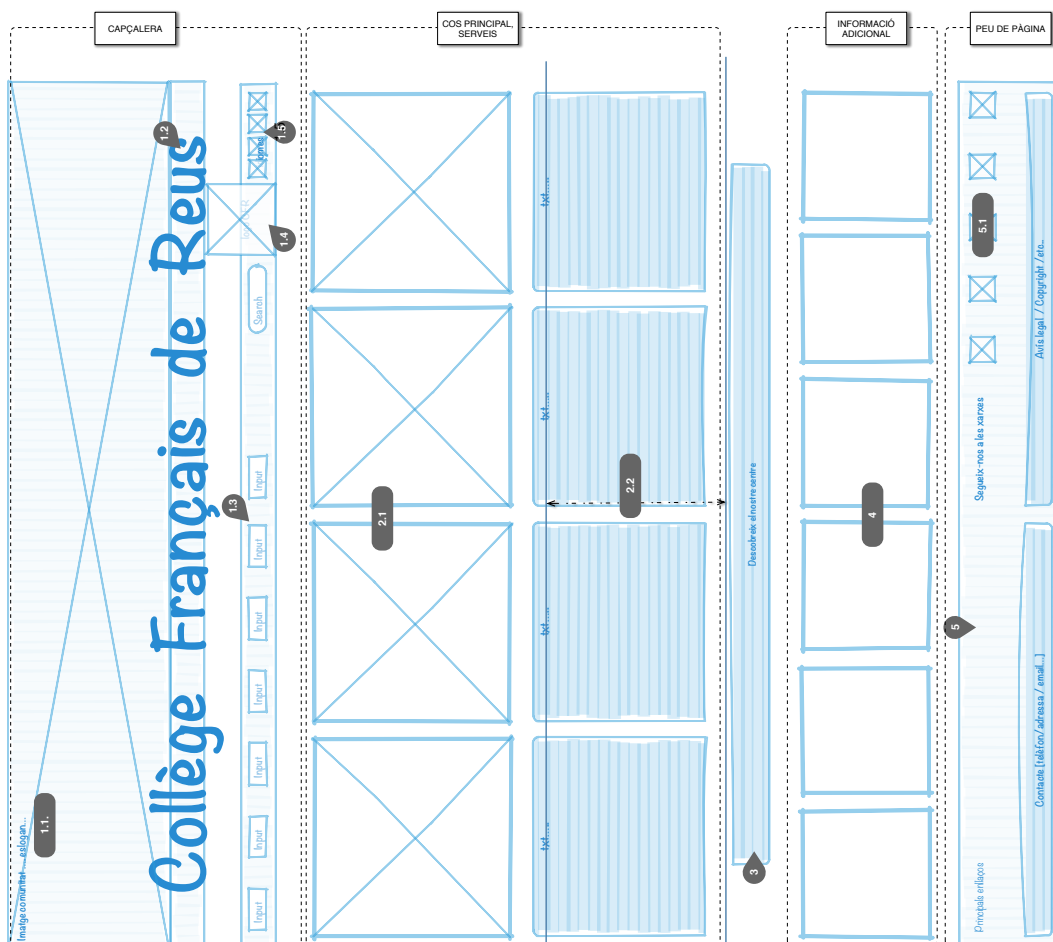 CAPÇALERA
COS PRINCIPAL,
SERVEIS
INFORMACIÓ
ADICIONAL
PEU DE PÀGINA
Imatge comunitat ... eslogan...
1.1.
Collège Français de Reus
1.2
Input
Input
Input
Input
Input
Input
Input
1.3
Search
1.4
1.5
2.1
txt.....
txt.....
txt.....
txt.....
2.2
Descobreix el nostre centre
3
4
5
Principals enllaços
Segueix-nos a les xarxes
5.1
Contacte [telèfon/ adressa / email...]
Avís legal / Copyright /etc..